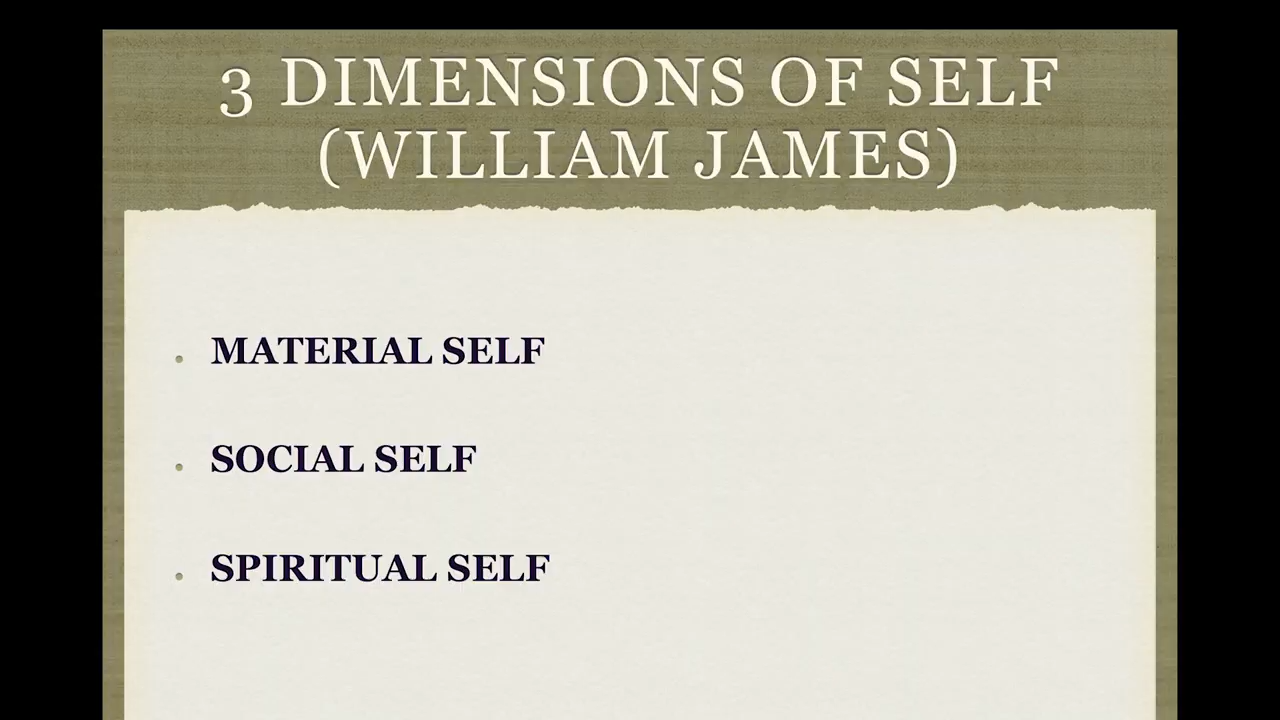 3 DIMENSIONS OF SELF
(WILLIAM JAMES)
• MATERIAL SELF
• SOCIAL SELF
• SPIRITUAL SELF